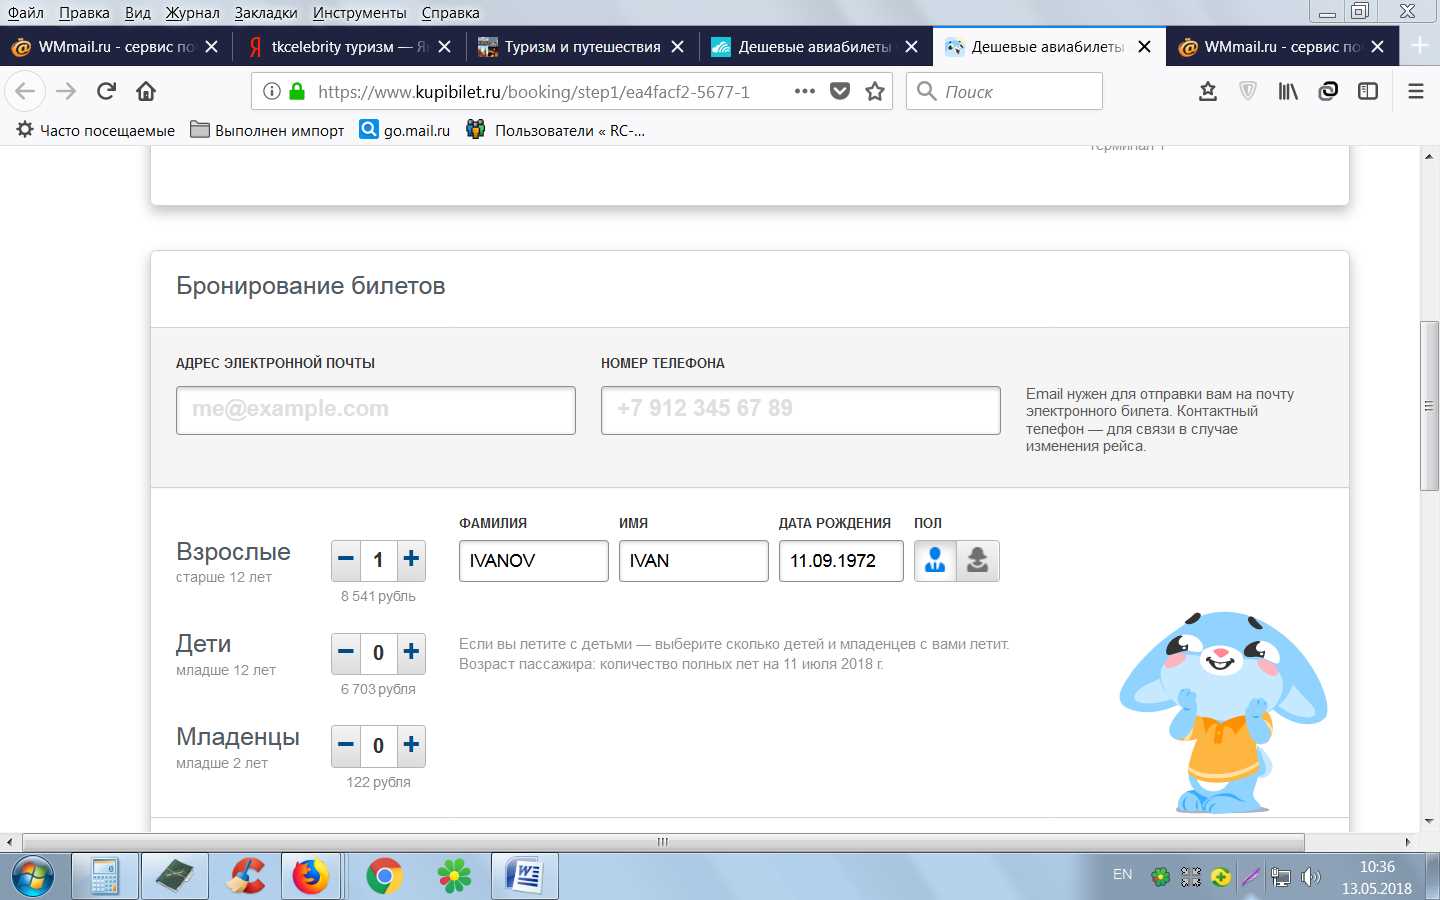 Файл Правка Вид Журнал Закладки Инструменты Справка
WMmail.ru - сервис по
tkcelebrity туризм — Я
Туризм и путешествия
Дешевые авиабилеты
Дешевые авиабилеты
WMmail.ru - сервис по
https://www.kupibilet.ru/booking/step1/ea4facf2-5677-1
Поиск
Часто посещаемые
Выполнен импорт
go.mail.ru
Пользователи « RC-...
Терминал 1
Бронирование билетов
АДРЕС ЭЛЕКТРОННОЙ ПОЧТЫ
НОМЕР ТЕЛЕФОНА
me@example.com
+7 912 345 67 89
Email нужен для отправки вам на почту
электронного билета. Контактный
телефон — для связи в случае
изменения рейса.
ФАМИЛИЯ ИМЯ ДАТА РОЖДЕНИЯ ПОЛ
Взрослые
старше 12 лет
− 1 +
8 541 рубль
IVANOV IVAN 11.09.1972
Дети
младше 12 лет
− 0 +
6 703 рубля
Если вы летите с детьми — выберите сколько детей и младенцев с вами летит.
Возраст пассажира: количество полных лет на 11 июля 2018 г.
Младенцы
младше 2 лет
− 0 +
122 рубля
EN
10:36
13.05.2018